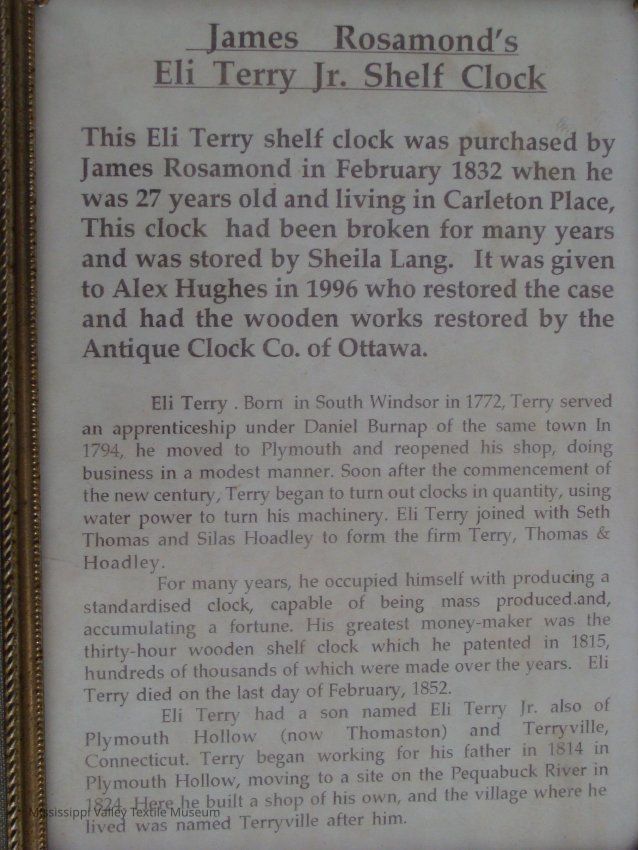 James Rosamond's
Eli Terry Jr. Shelf Clock
This Eli Terry shelf clock was purchased by
James Rosamond in February 1832 when he
was 27 years old and living in Carleton Place,
This clock had been broken for many years
and was stored by Sheila Lang. It was given
to Alex Hughes in 1996 who restored the case
and had the wooden works restored by the
Antique Clock Co. of Ottawa.
Eli Terry . Born in South Windsor in 1772, Terry served
an apprenticeship under Daniel Burnap of the same town In
1794, he moved to Plymouth and reopened his shop, doing
business in a modest manner. Soon after the commencement of
the new century, Terry began to turn out clocks in quantity, using
water power to turn his machinery. Eli Terry joined with Seth
Thomas and Silas Hoadley to form the firm Terry, Thomas &
Hoadley.
For many years, he occupied himself with producing a
standardised clock, capable of being mass produced.and,
accumulating a fortune. His greatest money-maker was the
thirty-hour wooden shelf clock which he patented in 1815,
hundreds of thousands of which were made over the years. Eli
Terry died on the last day of February, 1852.
Eli Terry had a son named Eli Terry Jr. also of
Plymouth Hollow (now Thomaston) and Terryville,
Connecticut. Terry began working for his father in 1814 in
Plymouth Hollow, moving to a site on the Pequabuck River in
1824. Here he built a shop of his own, and the village where he
lived was named Terryville after him.
Mississippi Valley Textile Museum